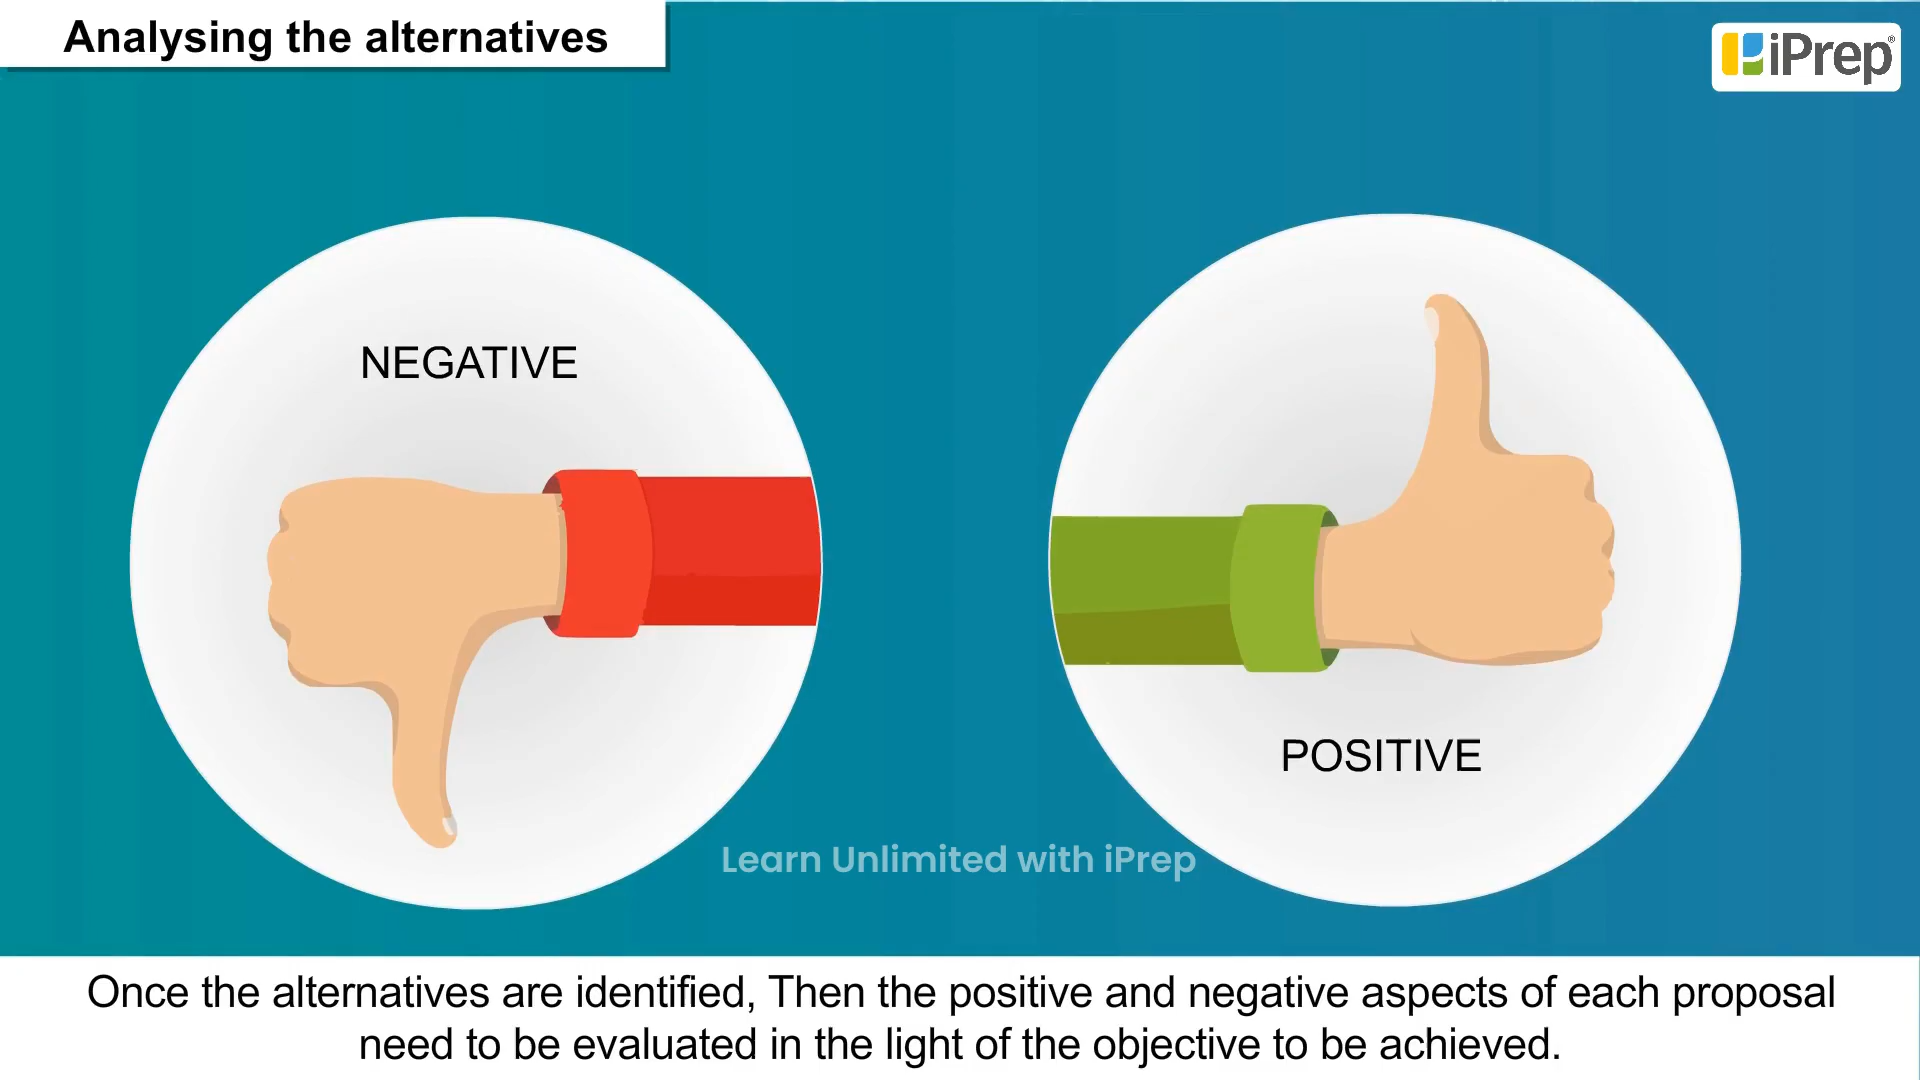 Analysing the alternatives
iPrep®
NEGATIVE
POSITIVE
Learn Unlimited with iPrep
Once the alternatives are identified, Then the positive and negative aspects of each proposal
need to be evaluated in the light of the objective to be achieved.